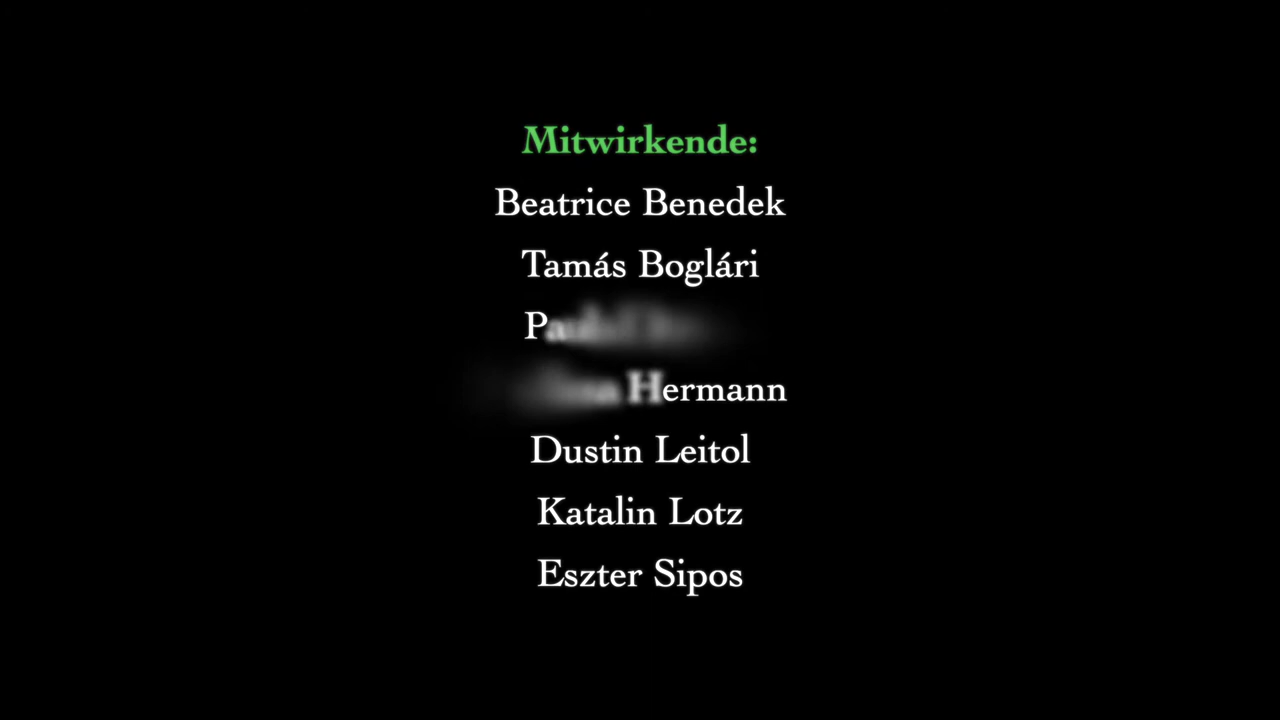 Mitwirkende:
Beatrice Benedek
Tamás Boglári
Hermann
Dustin Leitol
Katalin Lotz
Eszter Sipos